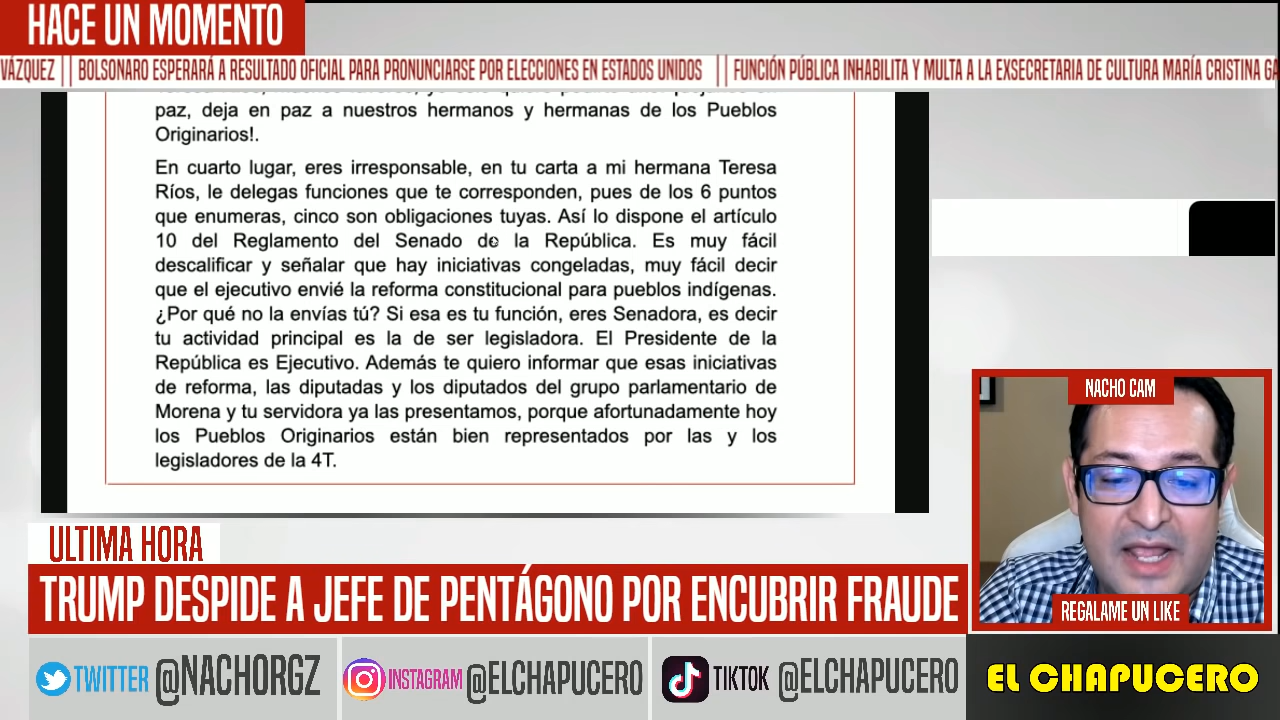 HACE UN MOMENTO
VÁZQUEZ || BOLSONARO ESPERARÁ A RESULTADO OFICIAL PARA PRONUNCIARSE POR ELECCIONES EN ESTADOS UNIDOS || FUNCIÓN PÚBLICA INHABILITA Y MULTA A LA EXSECRETARIA DE CULTURA MARÍA CRISTINA
paz, deja en paz a nuestros hermanos y hermanas de los Pueblos
Originarios!.
En cuarto lugar, eres irresponsable, en tu carta a mi hermana Teresa
Ríos, le delegas funciones que te corresponden, pues de los 6 puntos
que enumeras, cinco son obligaciones tuyas. Así lo dispone el artículo
10 del Reglamento del Senado de la República. Es muy fácil
descalificar y señalar que hay iniciativas congeladas, muy fácil decir
que el ejecutivo envié la reforma constitucional para pueblos indígenas.
¿Por qué no la envías tú? Si esa es tu función, eres Senadora, es decir
tu actividad principal es la de ser legisladora. El Presidente de la
República es Ejecutivo. Además te quiero informar que esas iniciativas
de reforma, las diputadas y los diputados del grupo parlamentario de
Morena y tu servidora ya las presentamos, porque afortunadamente hoy
los Pueblos Originarios están bien representados por las y los
legisladores de la 4T.
NACHO CAM
REGALAME UN LIKE
ULTIMA HORA
TRUMP DESPIDE A JEFE DE PENTÁGONO POR ENCUBRIR FRAUDE
TWITTER @NACHORGZ
INSTAGRAM @ELCHAPUCERO
TIKTOK @ELCHAPUCERO
EL CHAPUCERO